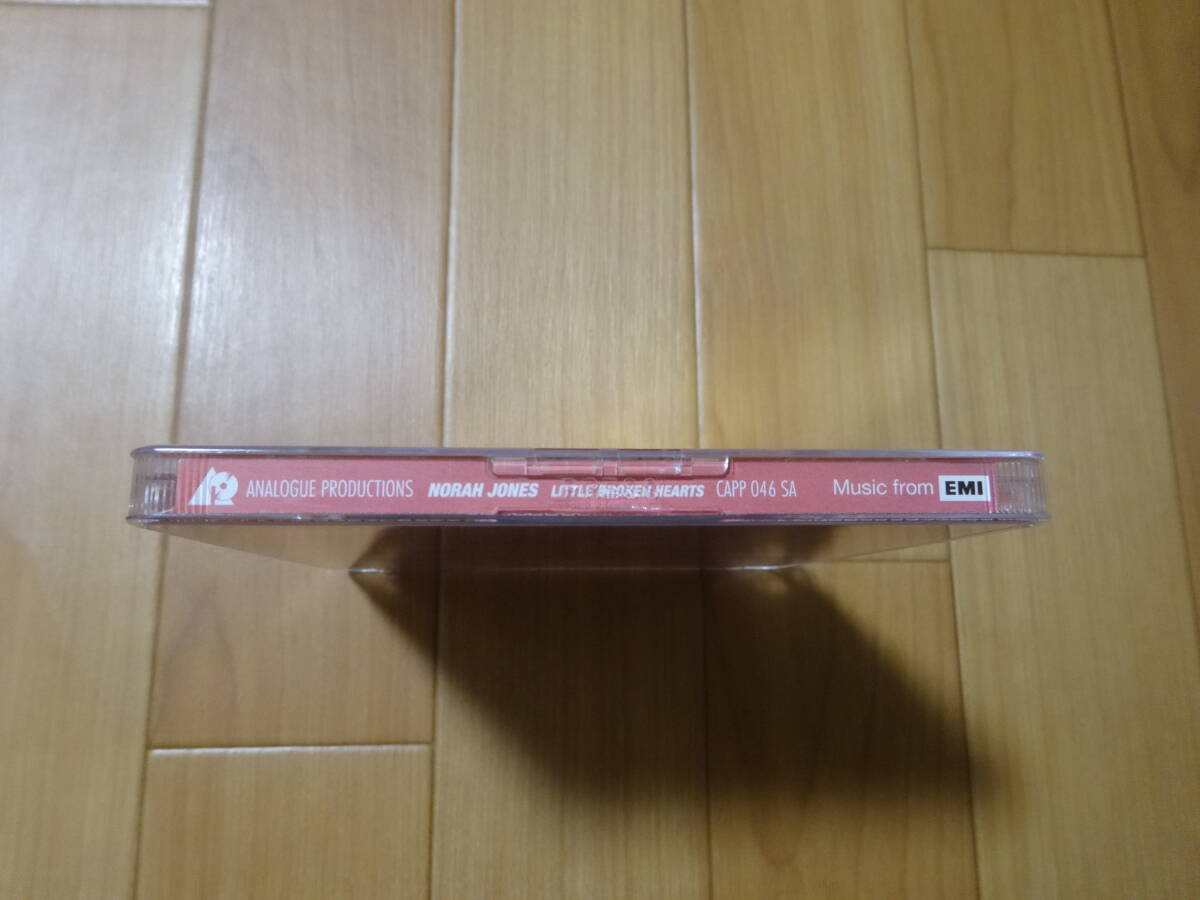 ANALOGUE PRODUCTIONS NORAH JONES LITTLE BROKEN HEARTS CAPP 046 SA Music from EMI